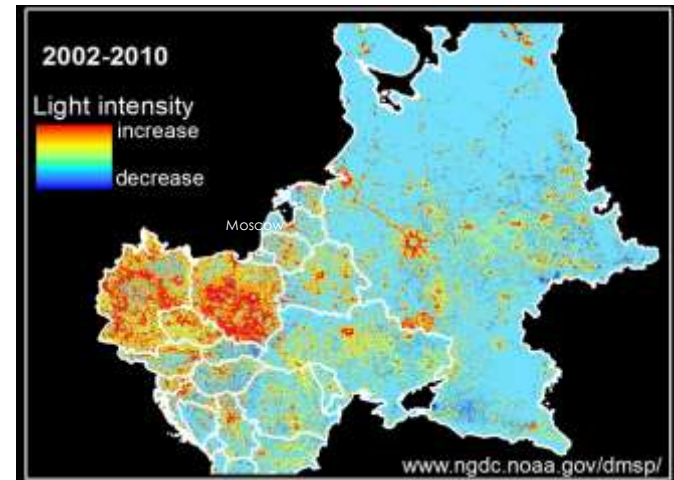 2002-2010
Light intensity
increase
decrease
Moscow
www.ngdc.noaa.gov/dmsp/